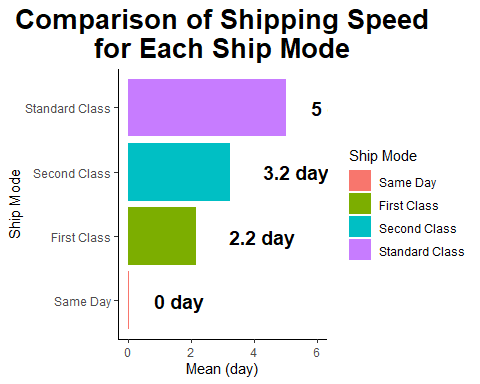 Comparison of Shipping Speed
for Each Ship Mode
Standard Class
5
Second Class
3.2 day
First Class
2.2 day
Same Day
0 day
Ship Mode
0 2 4 6
Mean (day)
Ship Mode
Same Day
First Class
Second Class
Standard Class